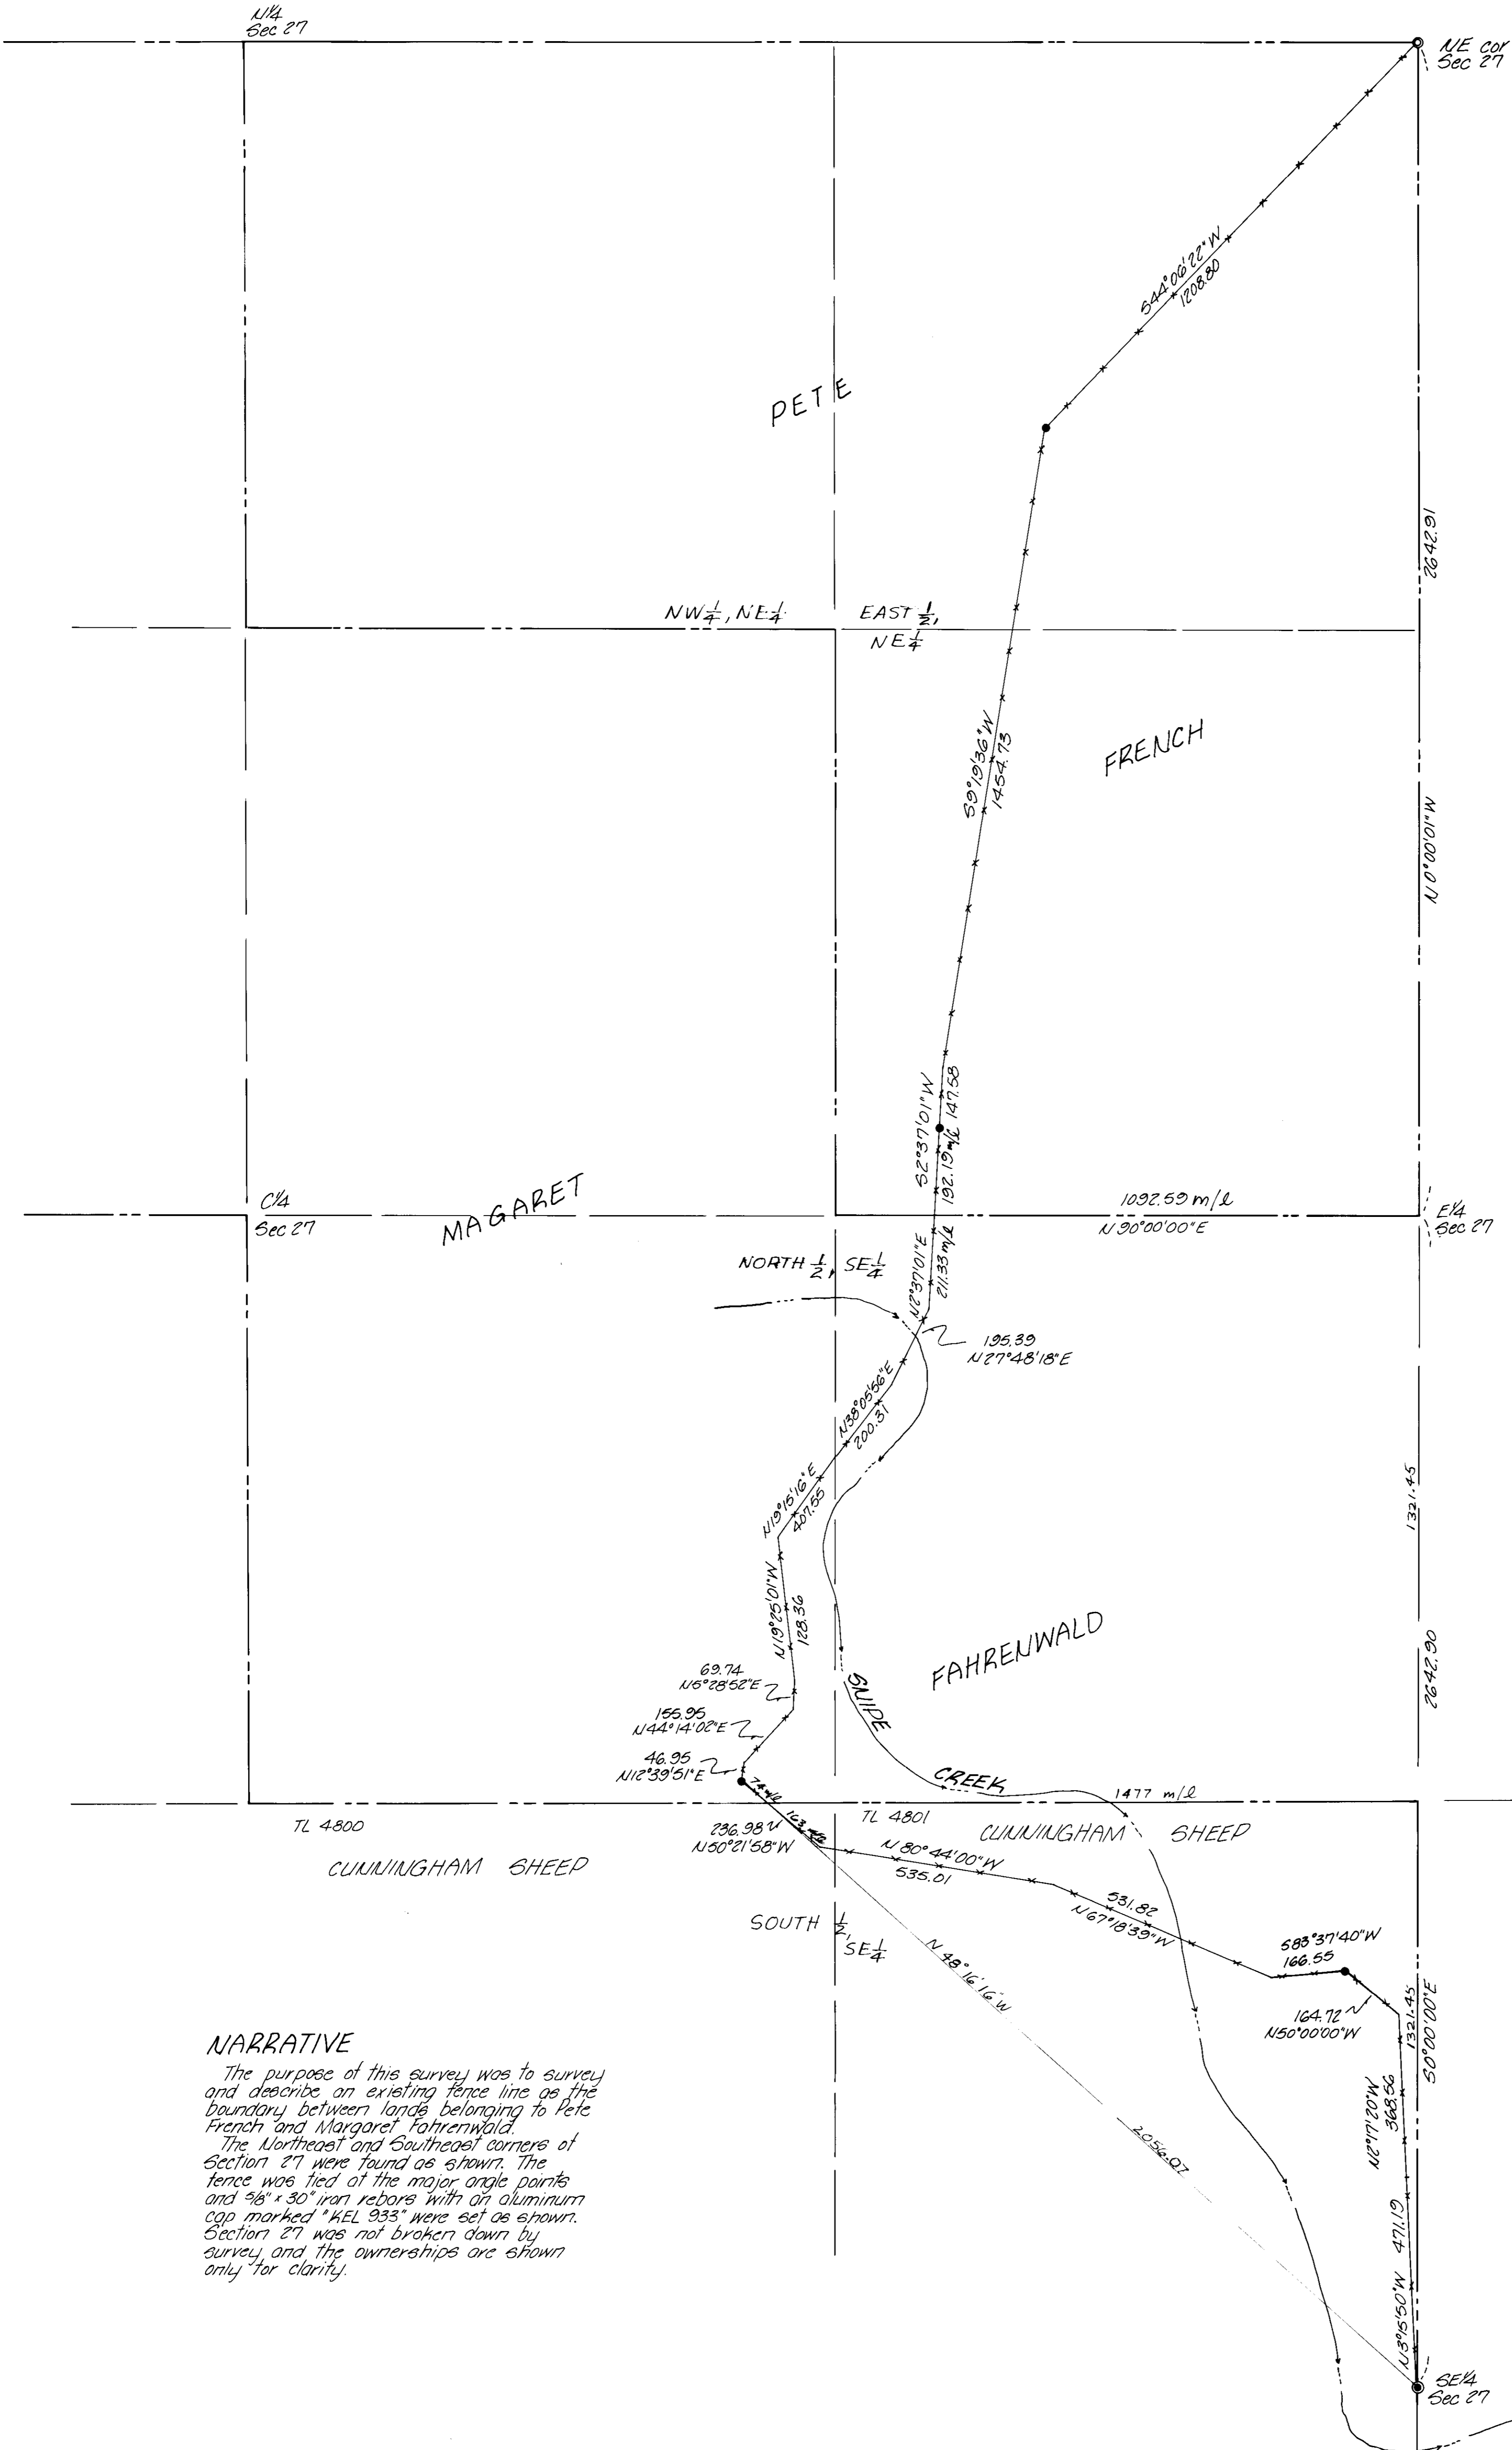 N¼
Sec 27
NE cor
Sec 27
S44°06'22"W
1208.80
PETE
2642.91
NW¼, NE¼
EAST ½,
NE¼
S9°19'36"W
1454.73
FRENCH
N0°00'01"W
S2°37'01"W
147.58
192.19 m/l
C¼
Sec 27
MAGARET
1092.59 m/l
N90°00'00"E
E¼
Sec 27
NORTH ½, SE¼
N2°37'01"E
211.33 m/l
195.39
N27°48'18"E
N38°05'56"E
200.31
N19°15'16"E
407.55
1321.45
N19°25'01"W
128.36
FAHRENWALD
2642.90
69.74
N5°28'52"E
SNIPE
155.95
N44°14'02"E
46.95
N12°39'51"E
CREEK
1477 m/l
74 m/l
163 m/l
TL 4800
TL 4801
CUNNINGHAM SHEEP
236.98
N50°21'58"W
N80°44'00"W
535.01
CUNNINGHAM SHEEP
531.82
N67°18'39"W
SOUTH ½,
SE¼
S83°37'40"W
166.55
N48°16'16"W
164.72
N50°00'00"W
1321.45
S0°00'00"E
NARRATIVE
The purpose of this survey was to survey
and describe an existing fence line as the
boundary between lands belonging to Pete
French and Margaret Fahrenwald.
The Northeast and Southeast corners of
Section 27 were found as shown. The
fence was tied at the major angle points
and 5/8" x 30" iron rebars with an aluminum
cap marked "KEL 933" were set as shown.
Section 27 was not broken down by
survey and the ownerships are shown
only for clarity.
N2°17'20"W
368.56
2056.07
N3°15'50"W 471.19
SE¼
Sec 27